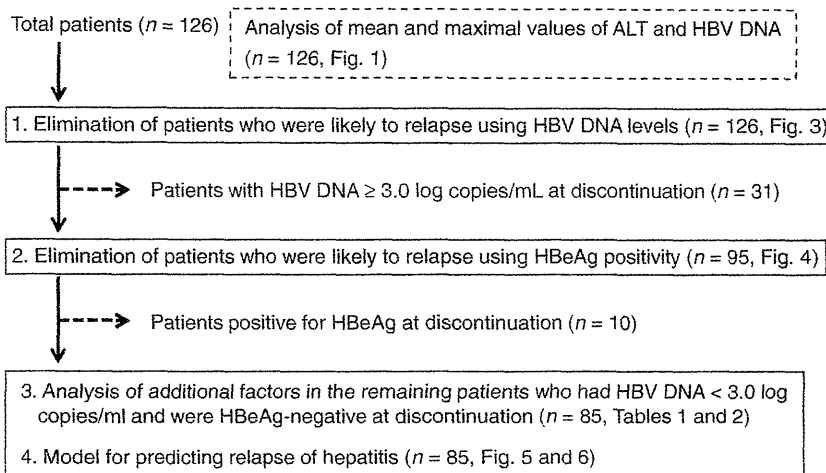 Total patients (n = 126)
Analysis of mean and maximal values of ALT and HBV DNA
(n = 126, Fig. 1)
1. Elimination of patients who were likely to relapse using HBV DNA levels (n = 126, Fig. 3)
Patients with HBV DNA ≥ 3.0 log copies/mL at discontinuation (n = 31)
2. Elimination of patients who were likely to relapse using HBeAg positivity (n = 95, Fig. 4)
Patients positive for HBeAg at discontinuation (n = 10)
3. Analysis of additional factors in the remaining patients who had HBV DNA < 3.0 log
copies/ml and were HBeAg-negative at discontinuation (n = 85, Tables 1 and 2)
4. Model for predicting relapse of hepatitis (n = 85, Fig. 5 and 6)